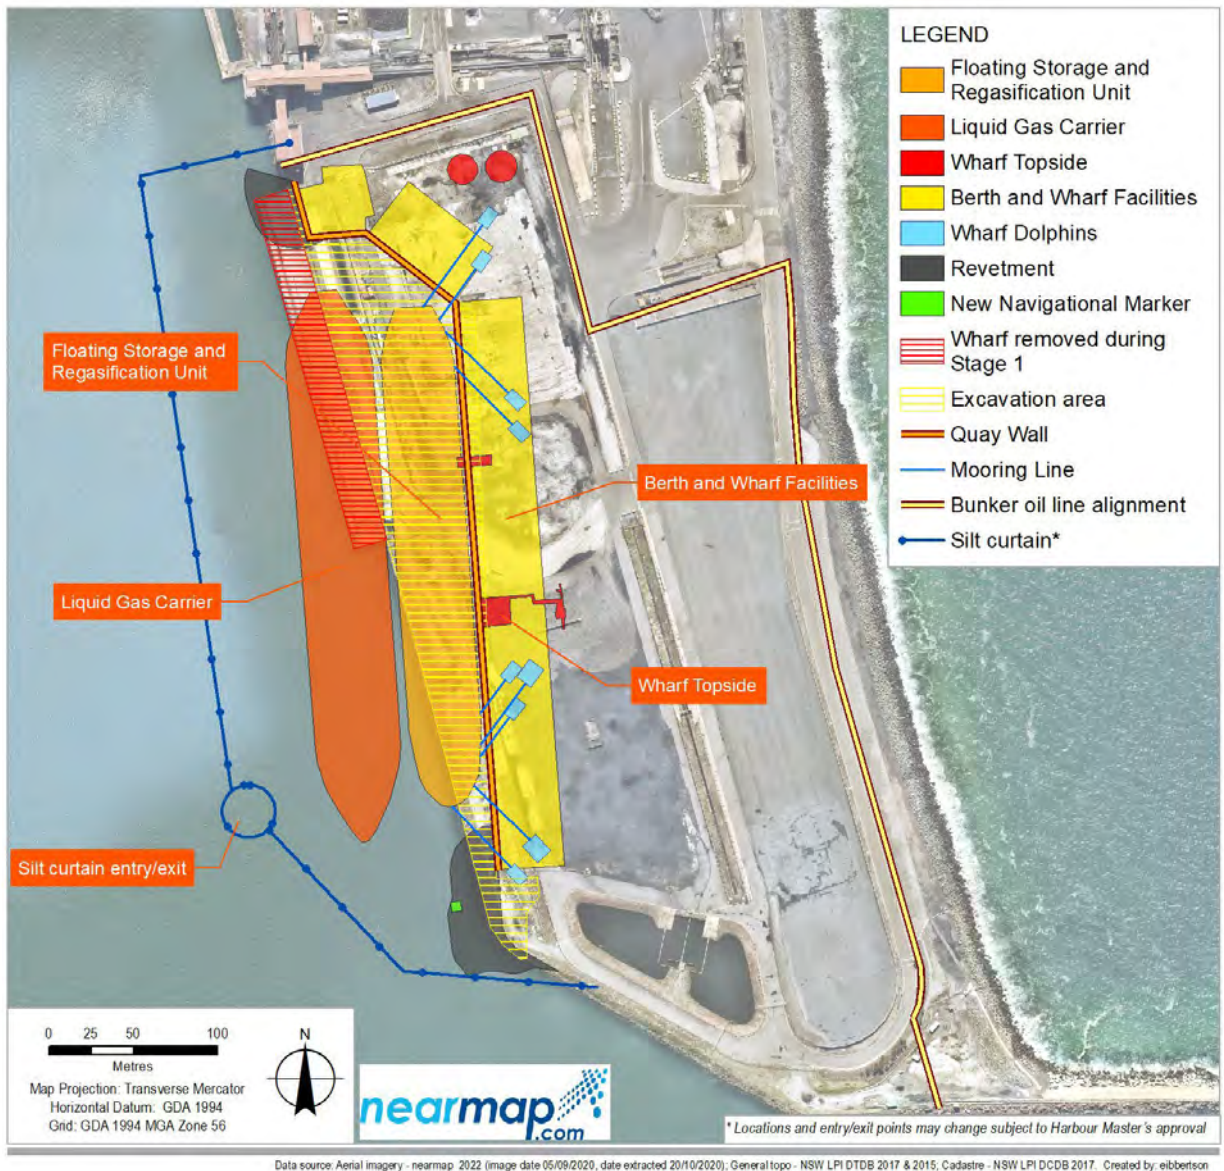 LEGEND
Floating Storage and
Regasification Unit
Liquid Gas Carrier
Wharf Topside
Berth and Wharf Facilities
Wharf Dolphins
Revetment
New Navigational Marker
Wharf removed during
Stage 1
Excavation area
Quay Wall
Mooring Line
Bunker oil line alignment
Silt curtain*
Floating Storage and
Regasification Unit
Berth and Wharf Facilities
Liquid Gas Carrier
Wharf Topside
Silt curtain entry/exit
0 25 50 100
Metres
Map Projection: Transverse Mercator
Horizontal Datum: GDA 1994
Grid: GDA 1994 MGA Zone 56
N
nearmap
.com
* Locations and entry/exit points may change subject to Harbour Master's approval
Data source: Aerial imagery - nearmap 2022 (image date 05/09/2020, date extracted 20/10/2020); General topo - NSW LPI DTDB 2017 & 2015; Cadastre - NSW LPI DCDB 2017. Created by: eibbertson